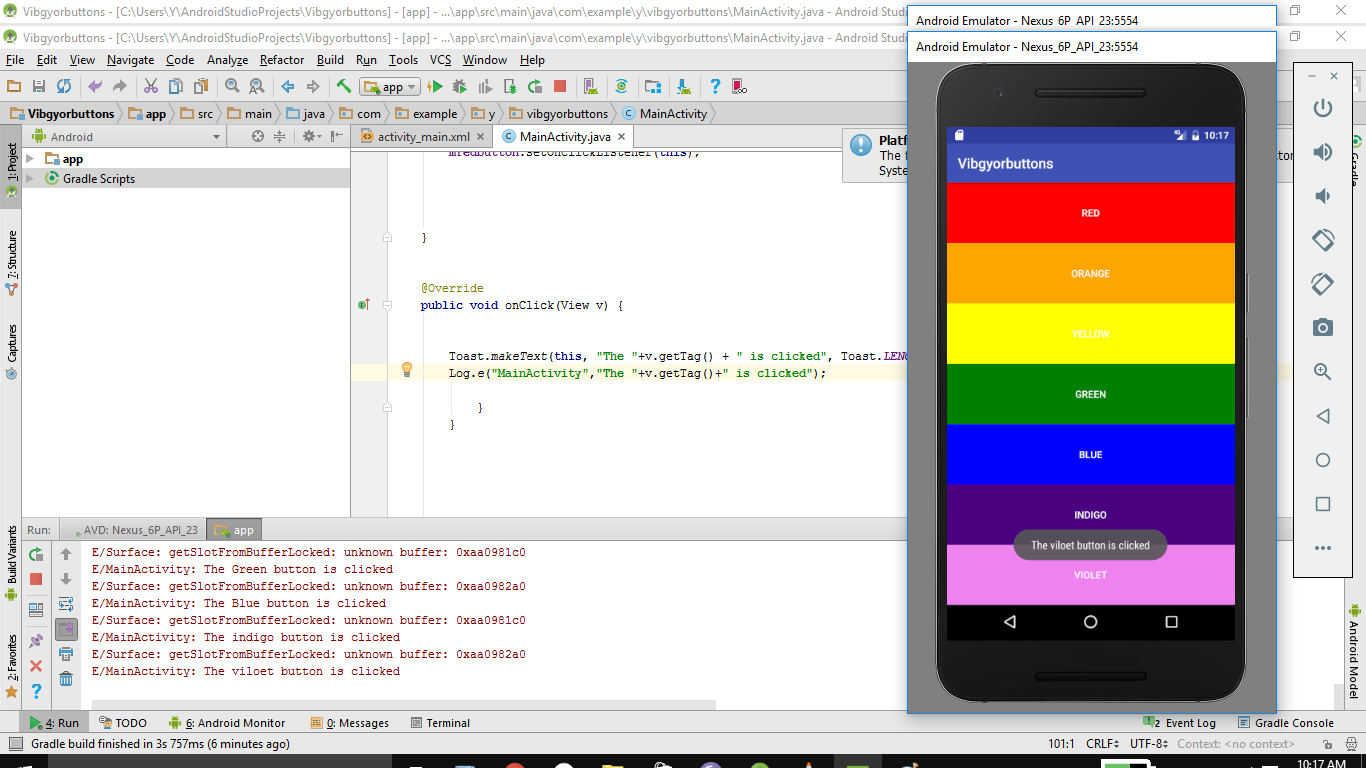 Vibgyorbuttons - [C:\Users\Y\AndroidStudioProjects\Vibgyorbuttons] - [app] - ...\app\src\main\java\com\example\y\vibgyorbuttons\MainActivity.java - Android Stud
Android Emulator - Nexus_6P_API_23:5554
Vibgyorbuttons - [C:\Users\Y\AndroidStudioProjects\Vibgyorbuttons] - [app] - ...\app\src\main\java\com\example\y\vibgyorbuttons\MainActivity.java - Android Stud
Android Emulator - Nexus_6P_API_23:5554
File Edit View Navigate Code Analyze Refactor Build Run Tools VCS Window Help
app
Vibgyorbuttons app src main java com example y vibgyorbuttons MainActivity
Android
activity_main.xml MainActivity.java
app
Gradle Scripts
1: Project
7: Structure
Captures
Build Variants
2: Favorites
mRedButton.setOnClickListener(this);
}
@Override
public void onClick(View v) {
Toast.makeText(this, "The "+v.getTag() + " is clicked", Toast.LENG
Log.e("MainActivity","The "+v.getTag()+" is clicked");
}
}
Platf
The f
Syste
4G 10:17
Vibgyorbuttons
RED
ORANGE
YELLOW
GREEN
BLUE
INDIGO
The viloet button is clicked
VIOLET
Gradle
Android Model
Run: AVD: Nexus_6P_API_23 app
E/Surface: getSlotFromBufferLocked: unknown buffer: 0xaa0981c0
E/MainActivity: The Green button is clicked
E/Surface: getSlotFromBufferLocked: unknown buffer: 0xaa0982a0
E/MainActivity: The Blue button is clicked
E/Surface: getSlotFromBufferLocked: unknown buffer: 0xaa0981c0
E/MainActivity: The indigo button is clicked
E/Surface: getSlotFromBufferLocked: unknown buffer: 0xaa0982a0
E/MainActivity: The viloet button is clicked
4: Run TODO 6: Android Monitor 0: Messages Terminal 2 Event Log Gradle Console
Gradle build finished in 3s 757ms (6 minutes ago) 101:1 CRLF UTF-8 Context: <no context>
10:17 AM